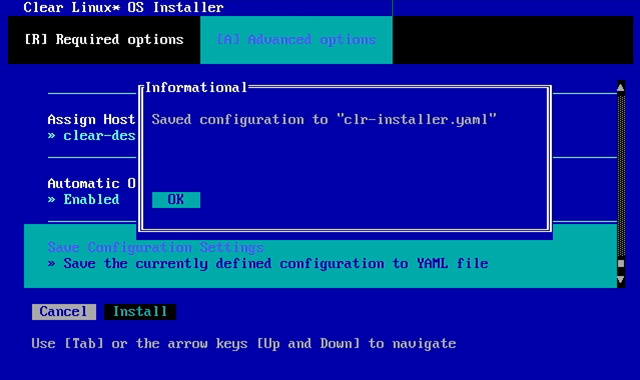 Clear Linux* OS Installer
[R] Required options
[A] Advanced options
Informational
Saved configuration to "clr-installer.yaml"
OK
Assign Host
» clear-des
Automatic O
» Enabled
Save Configuration Settings
» Save the currently defined configuration to YAML file
Cancel
Install
Use [Tab] or the arrow keys [Up and Down] to navigate